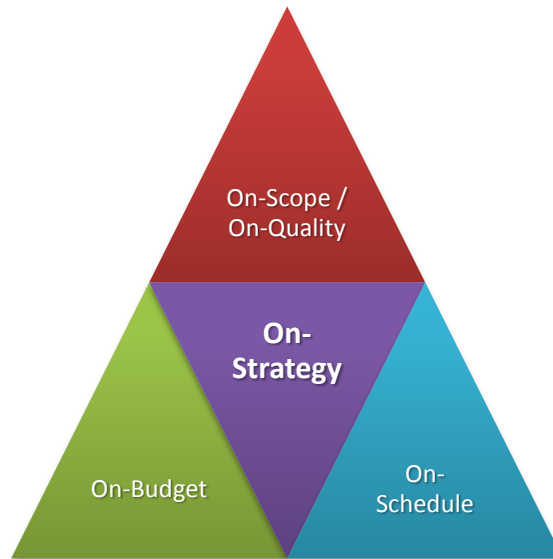 On-Scope /
On-Quality
On-
Strategy
On-Budget
On-
Schedule